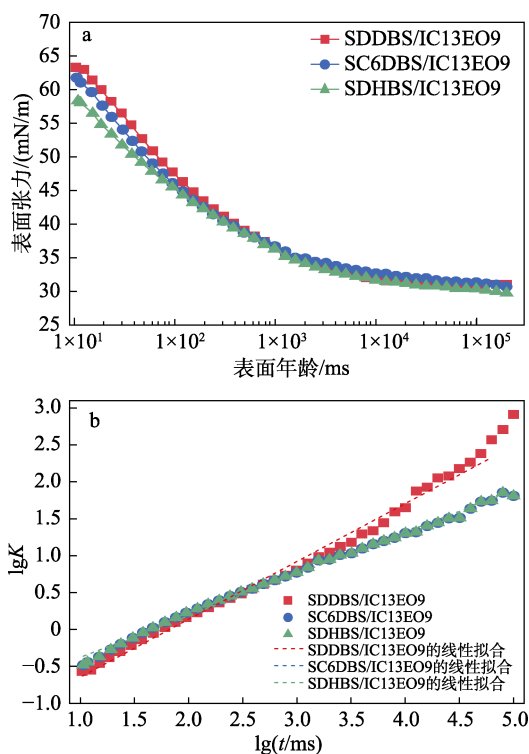 a
SDDBS/IC13EO9
SC6DBS/IC13EO9
SDHBS/IC13EO9
70
65
60
55
50
45
40
35
30
25
表面张力/(mN/m)
1×10¹
1×10²
1×10³
1×10⁴
1×10⁵
表面年龄/ms
b
3.0
2.5
2.0
1.5
1.0
0.5
0
−0.5
−1.0
lgK
SDDBS/IC13EO9
SC6DBS/IC13EO9
SDHBS/IC13EO9
SDDBS/IC13EO9的线性拟合
SC6DBS/IC13EO9的线性拟合
SDHBS/IC13EO9的线性拟合
1.0
1.5
2.0
2.5
3.0
3.5
4.0
4.5
5.0
lg(t/ms)